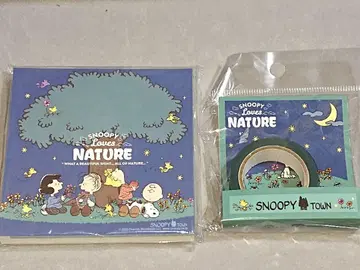 SNOOPY
Loves
NATURE
"WHAT A BEAUTIFUL NIGHT... ALL OF NATURE..."
SNOOPY TOWN
SNOOPY
Loves
NATURE
SNOOPY TOWN